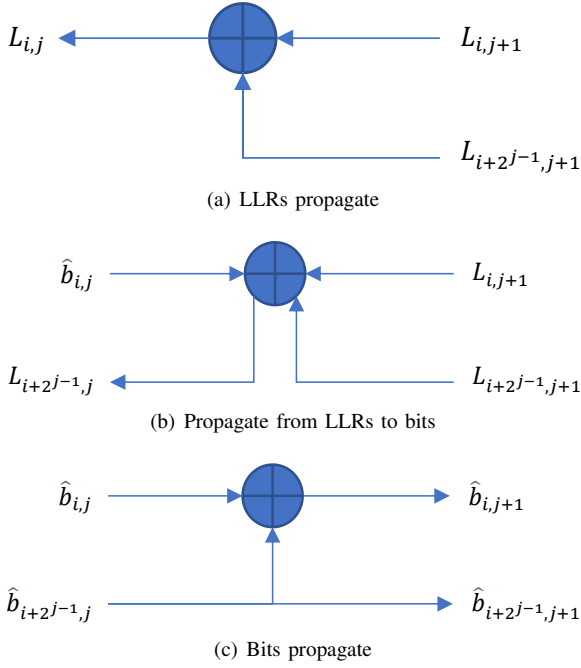 L_{i,j} L_{i,j+1}
L_{i+2^{j-1},j+1}
(a) LLRs propagate
b̂_{i,j} L_{i,j+1}
L_{i+2^{j-1},j} L_{i+2^{j-1},j+1}
(b) Propagate from LLRs to bits
b̂_{i,j} b̂_{i,j+1}
b̂_{i+2^{j-1},j} b̂_{i+2^{j-1},j+1}
(c) Bits propagate